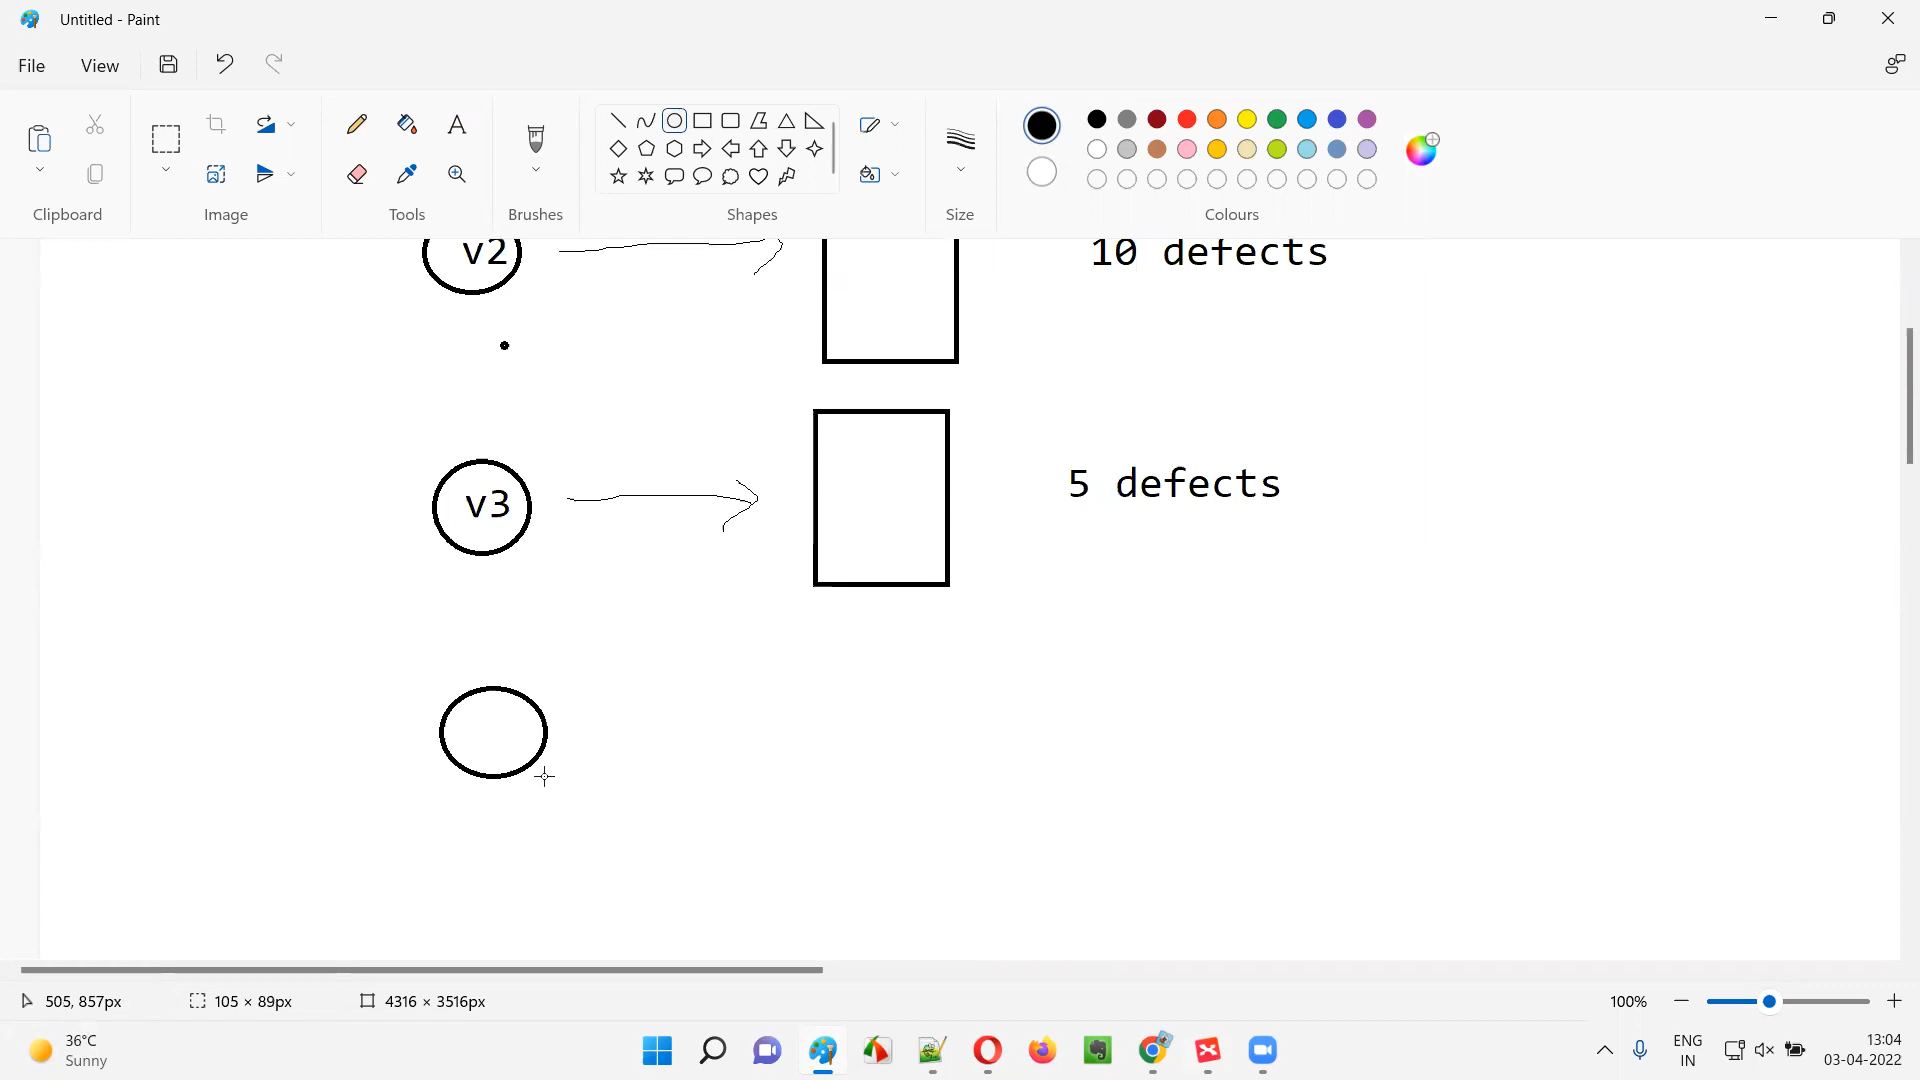 Untitled - Paint
File
View
Clipboard
Image
Tools
Brushes
Shapes
Size
Colours
v2
10 defects
v3
5 defects
505, 857px
105 × 89px
4316 × 3516px
100%
36°C
Sunny
ENG
IN
13:04
03-04-2022